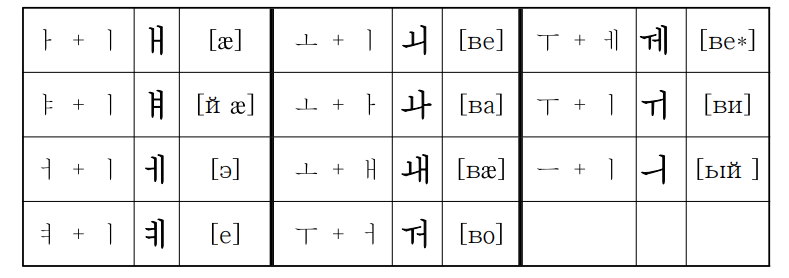 ㅏ + ㅣ ㅐ [æ] ㅗ + ㅣ ㅚ [ве] ㅜ + ㅔ ㅞ [ве*]
ㅑ + ㅣ ㅒ [й æ] ㅗ + ㅏ ㅘ [ва] ㅜ + ㅣ ㅟ [ви]
ㅓ + ㅣ ㅔ [э] ㅗ + ㅐ ㅙ [вæ] ㅡ + ㅣ ㅢ [ый ]
ㅕ + ㅣ ㅖ [е] ㅜ + ㅓ ㅝ [во]